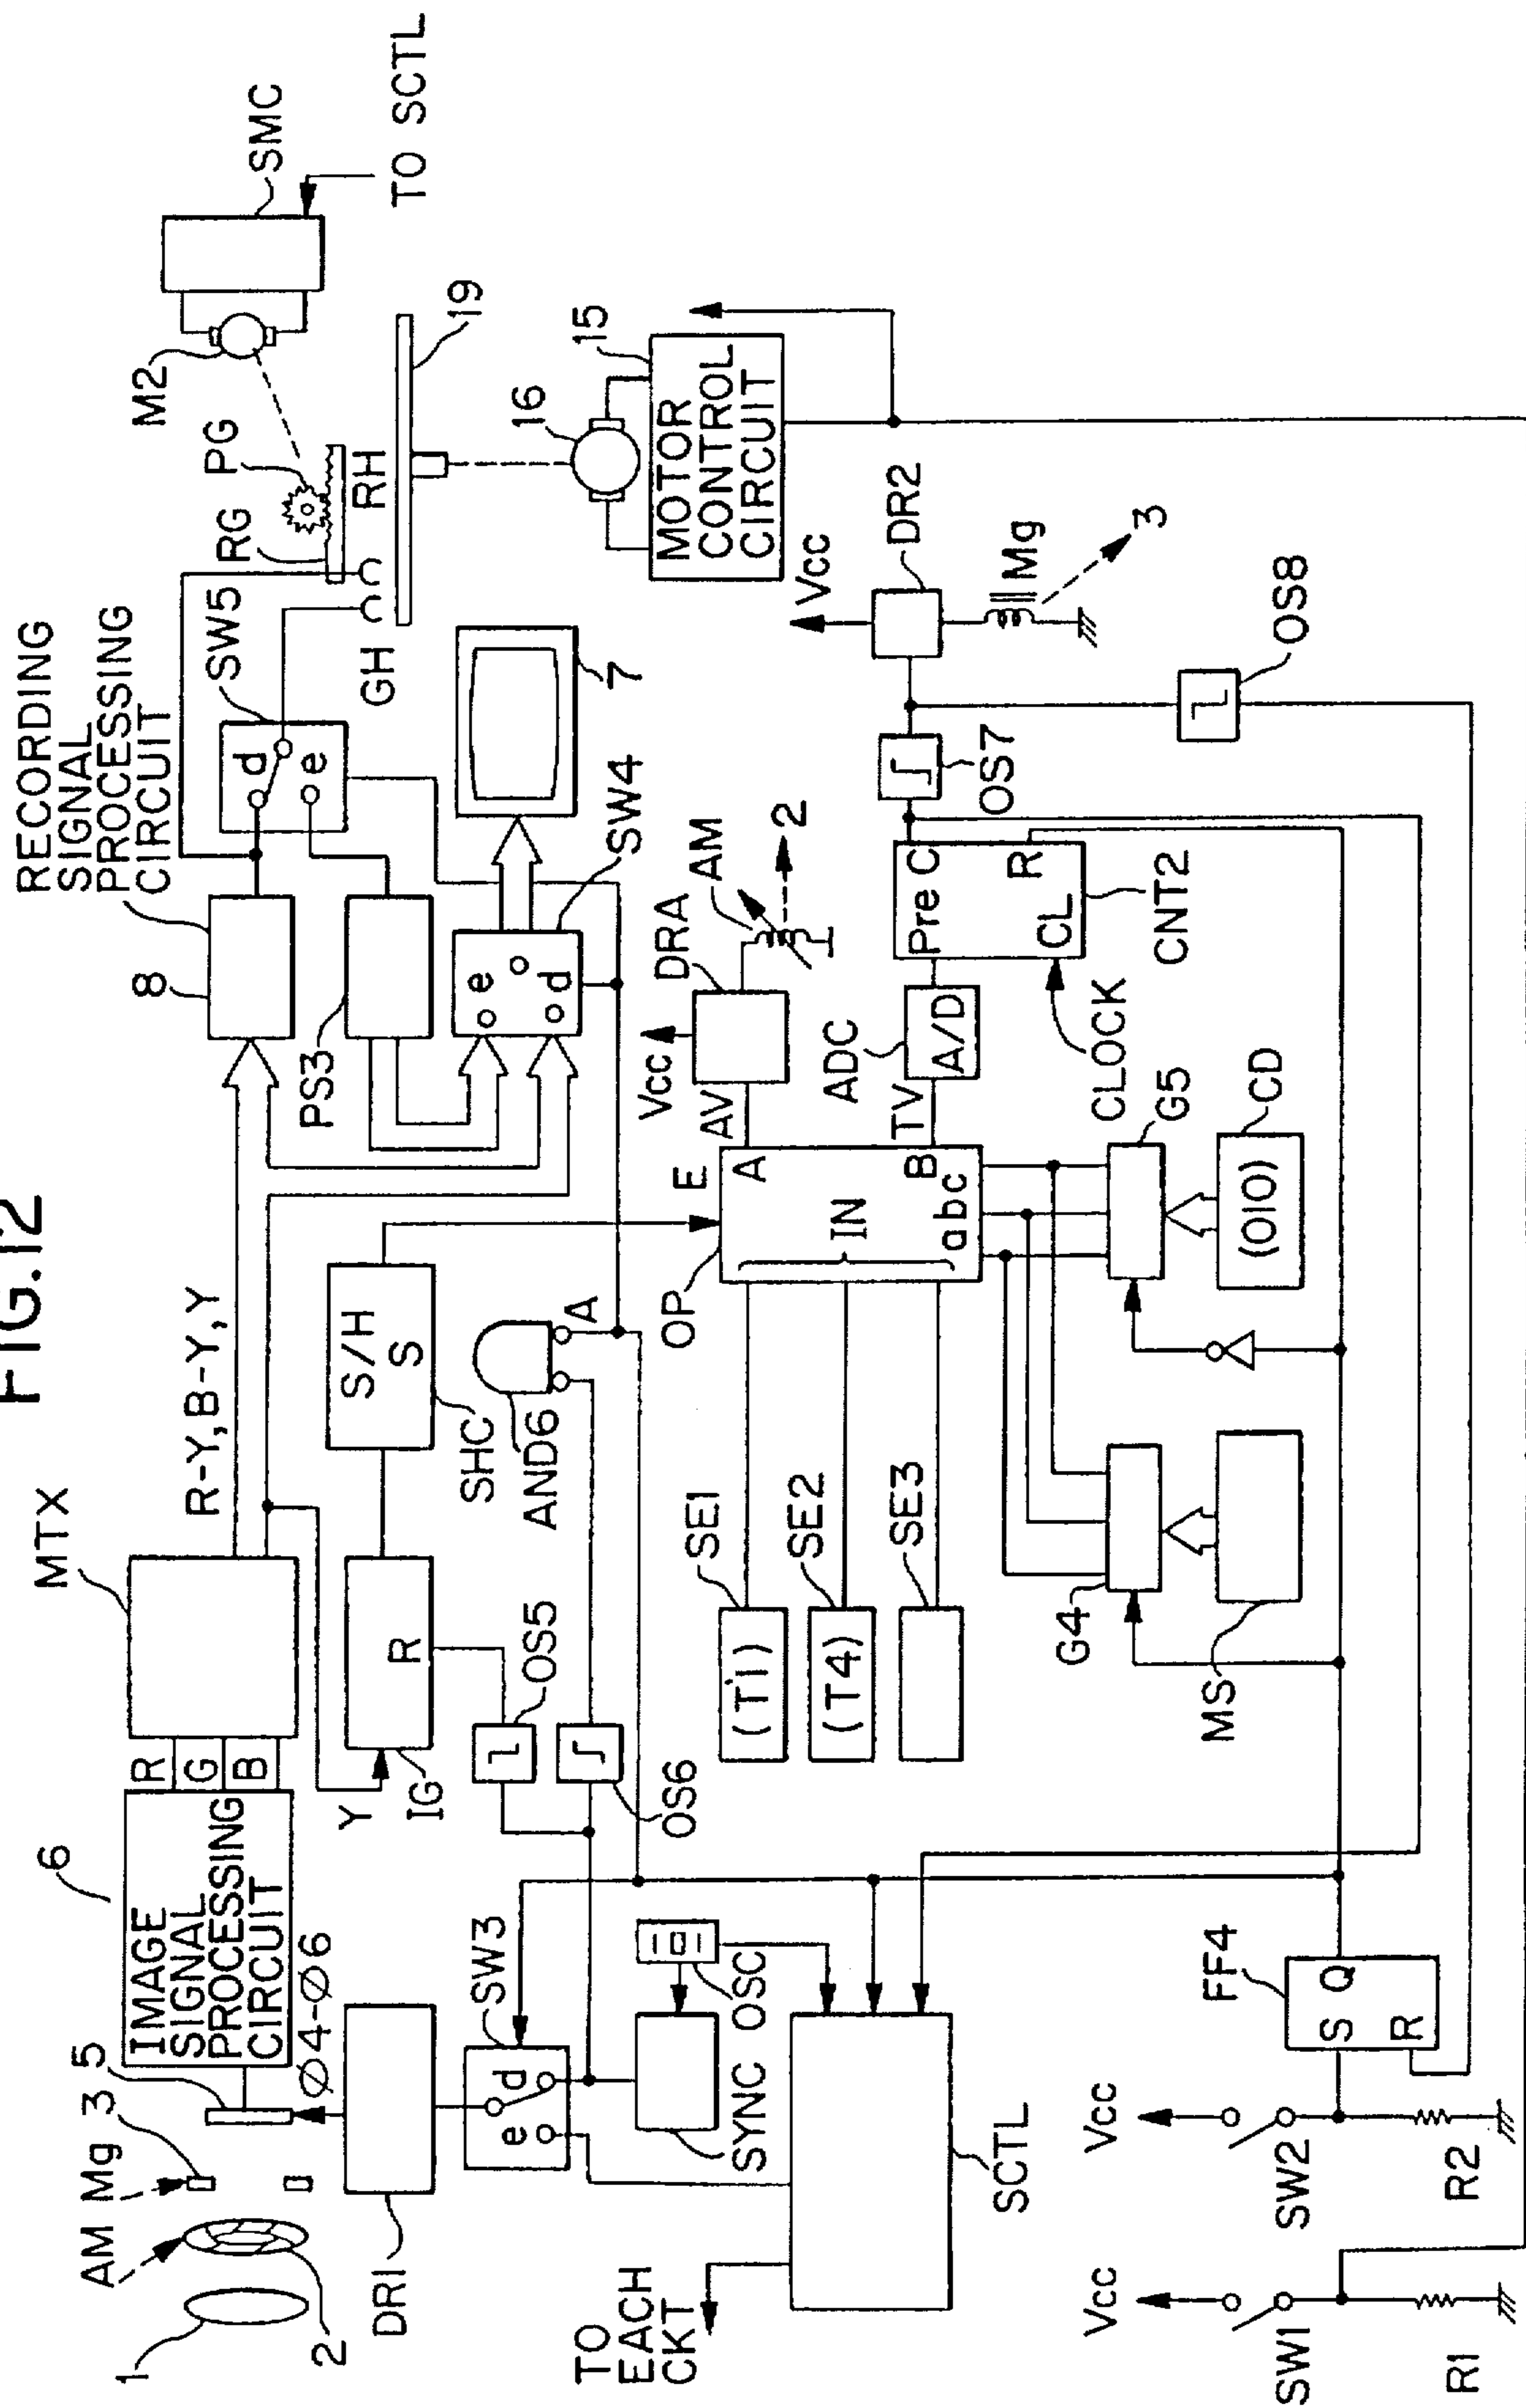 FIG.12
RECORDING
SIGNAL
PROCESSING
CIRCUIT
MTX
6
IMAGE
SIGNAL
PROCESSING
CIRCUIT
R
G
B
R-Y, B-Y, Y
8
SW5
d
e
RG
PG
M2
SMC
TO SCTL
RH
GH
19
16
15
MOTOR
CONTROL
CIRCUIT
1
2
AM
Mg
3
5
Ø4-Ø6
DRI
Y
IG
R
S/H
S
SHC
PS3
e
d
SW4
7
SW3
e
d
OS5
OS6
AND6
A
SYNC
OSC
TO
EACH
CKT
SCTL
(T1)
SE1
(T4)
SE2
SE3
OP
E
A
IN
B
a b c
AV
TV
Vcc
DRA
AM
2
ADC
A/D
Pre
C
R
CL
CLOCK
CNT2
OS7
Vcc
DR2
Mg
3
OS8
G4
MS
G5
CD
(010)
FF4
S
Q
R
Vcc
SW1
R1
Vcc
SW2
R2